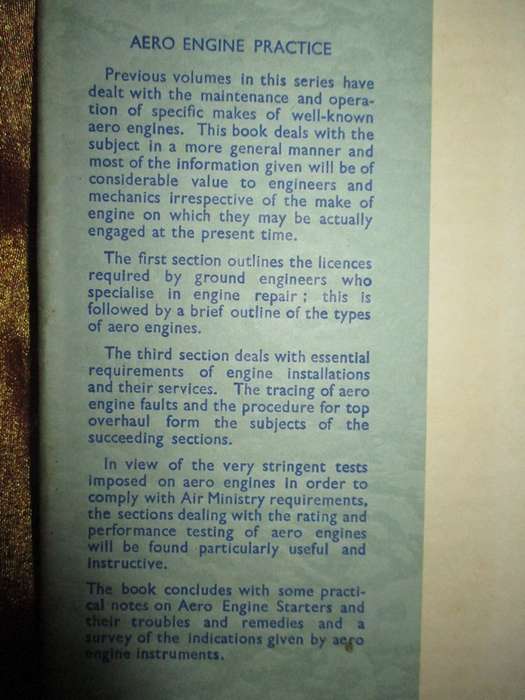 AERO ENGINE PRACTICE
Previous volumes in this series have
dealt with the maintenance and opera-
tion of specific makes of well-known
aero engines. This book deals with the
subject in a more general manner and
most of the information given will be of
considerable value to engineers and
mechanics irrespective of the make of
engine on which they may be actually
engaged at the present time.
The first section outlines the licences
required by ground engineers who
specialise in engine repair; this is
followed by a brief outline of the types
of aero engines.
The third section deals with essential
requirements of engine installations
and their services. The tracing of aero
engine faults and the procedure for top
overhaul form the subjects of the
succeeding sections.
In view of the very stringent tests
imposed on aero engines in order to
comply with Air Ministry requirements,
the sections dealing with the rating and
performance testing of aero engines
will be found particularly useful and
instructive.
The book concludes with some practi-
cal notes on Aero Engine Starters and
their troubles and remedies and a
survey of the indications given by aero
engine instruments.